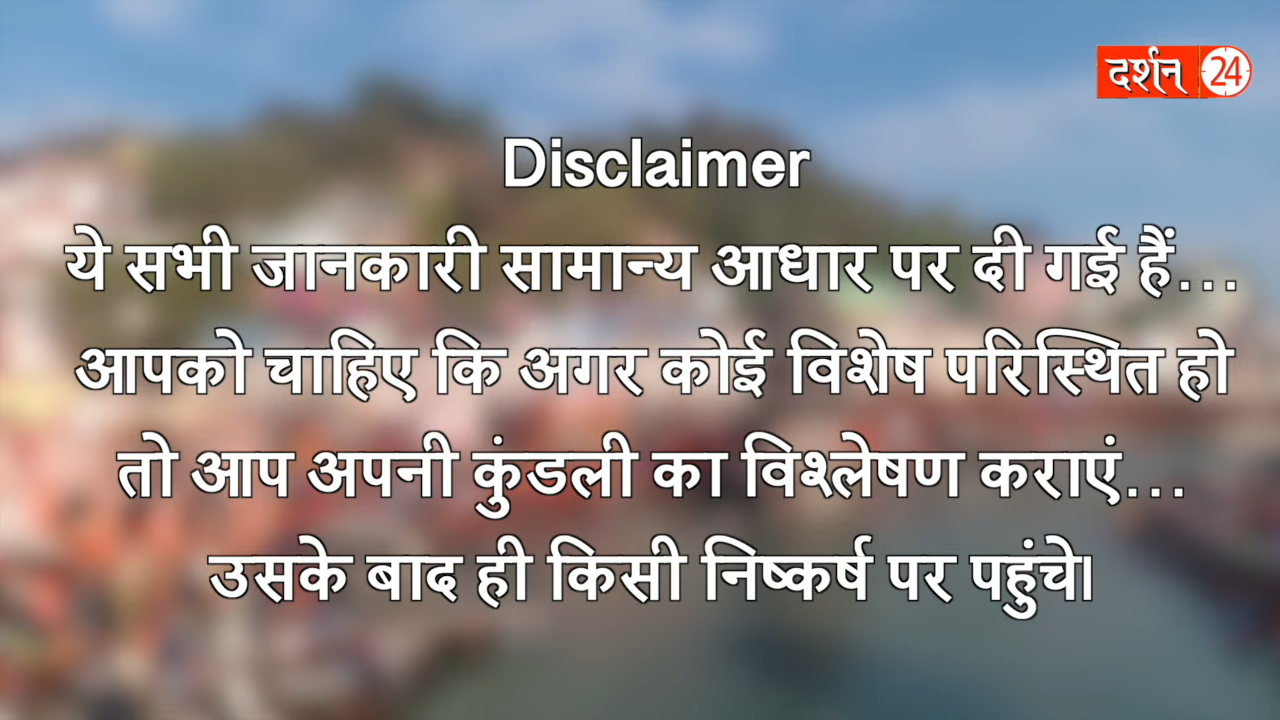 दर्शन 24
Disclaimer
ये सभी जानकारी सामान्य आधार पर दी गई हैं...
आपको चाहिए कि अगर कोई विशेष परिस्थित हो
तो आप अपनी कुंडली का विश्लेषण कराएं...
उसके बाद ही किसी निष्कर्ष पर पहुंचे।